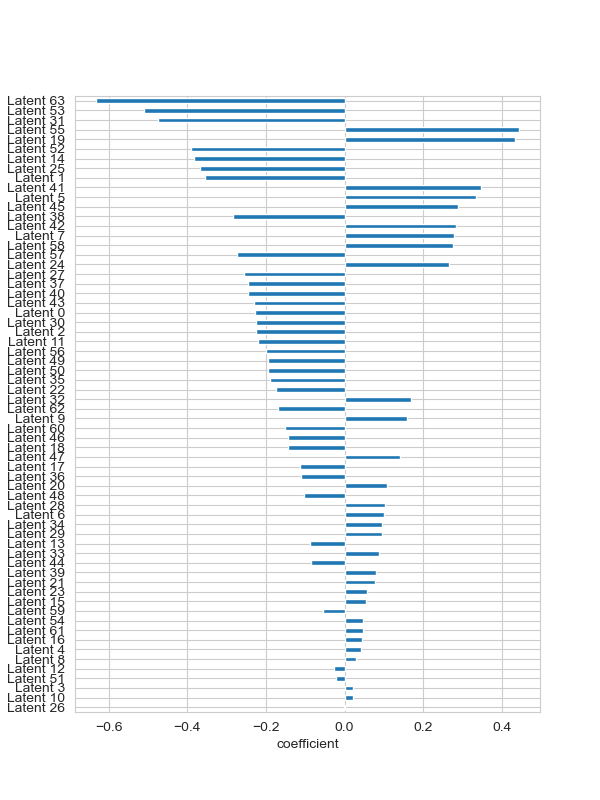 Latent 63
Latent 53
Latent 31
Latent 55
Latent 19
Latent 52
Latent 14
Latent 25
Latent 1
Latent 41
Latent 5
Latent 45
Latent 38
Latent 42
Latent 7
Latent 58
Latent 57
Latent 24
Latent 27
Latent 37
Latent 40
Latent 43
Latent 0
Latent 30
Latent 2
Latent 11
Latent 56
Latent 49
Latent 50
Latent 35
Latent 22
Latent 32
Latent 62
Latent 9
Latent 60
Latent 46
Latent 18
Latent 47
Latent 17
Latent 36
Latent 20
Latent 48
Latent 28
Latent 6
Latent 34
Latent 29
Latent 13
Latent 33
Latent 44
Latent 39
Latent 21
Latent 23
Latent 15
Latent 59
Latent 54
Latent 61
Latent 16
Latent 4
Latent 8
Latent 12
Latent 51
Latent 3
Latent 10
Latent 26
−0.6 −0.4 −0.2 0.0 0.2 0.4
coefficient